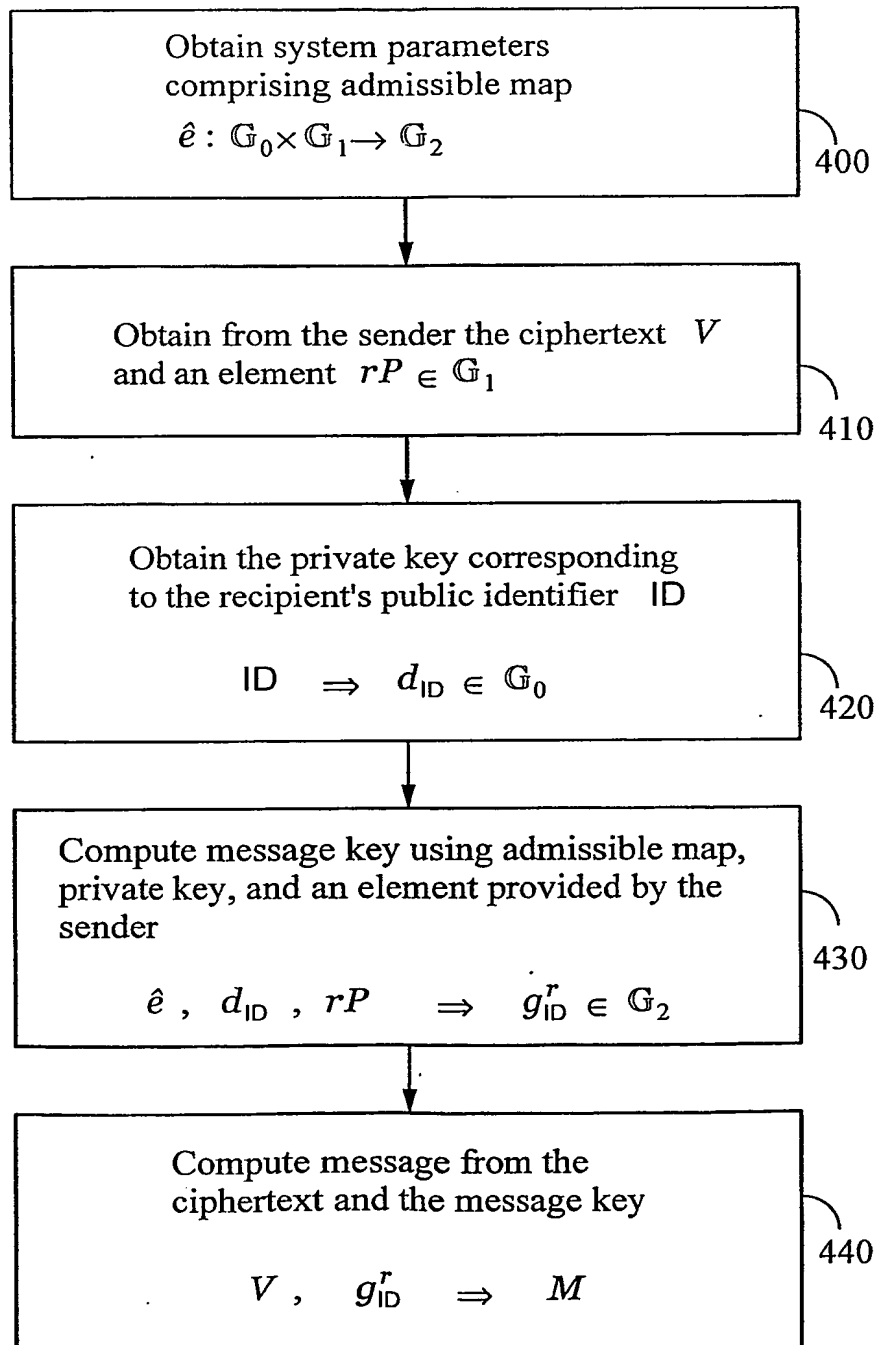 Obtain system parameters
comprising admissible map
ê : 𝔾₀ × 𝔾₁ → 𝔾₂
400
Obtain from the sender the ciphertext V
and an element rP ∈ 𝔾₁
410
Obtain the private key corresponding
to the recipient's public identifier ID
ID ⇒ d_ID ∈ 𝔾₀
420
Compute message key using admissible map,
private key, and an element provided by the
sender
ê , d_ID , rP ⇒ g_ID^r ∈ 𝔾₂
430
Compute message from the
ciphertext and the message key
V , g_ID^r ⇒ M
440